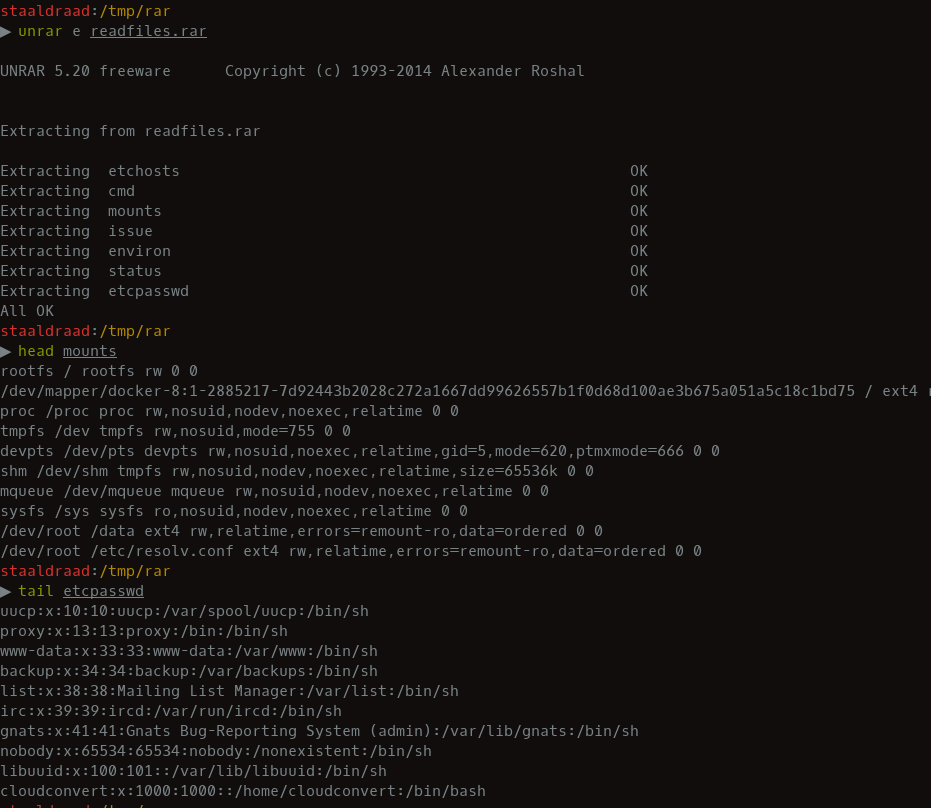 staaldraad:/tmp/rar
▶ unrar e readfiles.rar
UNRAR 5.20 freeware      Copyright (c) 1993-2014 Alexander Roshal
Extracting from readfiles.rar
Extracting  etchosts                                                  OK
Extracting  cmd                                                       OK
Extracting  mounts                                                    OK
Extracting  issue                                                     OK
Extracting  environ                                                   OK
Extracting  status                                                    OK
Extracting  etcpasswd                                                 OK
All OK
staaldraad:/tmp/rar
▶ head mounts
rootfs / rootfs rw 0 0
/dev/mapper/docker-8:1-2885217-7d92443b2028c272a1667dd99626557b1f0d68d100ae3b675a051a5c18c1bd75 / ext4
proc /proc proc rw,nosuid,nodev,noexec,relatime 0 0
tmpfs /dev tmpfs rw,nosuid,mode=755 0 0
devpts /dev/pts devpts rw,nosuid,noexec,relatime,gid=5,mode=620,ptmxmode=666 0 0
shm /dev/shm tmpfs rw,nosuid,nodev,noexec,relatime,size=65536k 0 0
mqueue /dev/mqueue mqueue rw,nosuid,nodev,noexec,relatime 0 0
sysfs /sys sysfs ro,nosuid,nodev,noexec,relatime 0 0
/dev/root /data ext4 rw,relatime,errors=remount-ro,data=ordered 0 0
/dev/root /etc/resolv.conf ext4 rw,relatime,errors=remount-ro,data=ordered 0 0
staaldraad:/tmp/rar
▶ tail etcpasswd
uucp:x:10:10:uucp:/var/spool/uucp:/bin/sh
proxy:x:13:13:proxy:/bin:/bin/sh
www-data:x:33:33:www-data:/var/www:/bin/sh
backup:x:34:34:backup:/var/backups:/bin/sh
list:x:38:38:Mailing List Manager:/var/list:/bin/sh
irc:x:39:39:ircd:/var/run/ircd:/bin/sh
gnats:x:41:41:Gnats Bug-Reporting System (admin):/var/lib/gnats:/bin/sh
nobody:x:65534:65534:nobody:/nonexistent:/bin/sh
libuuid:x:100:101::/var/lib/libuuid:/bin/sh
cloudconvert:x:1000:1000::/home/cloudconvert:/bin/bash